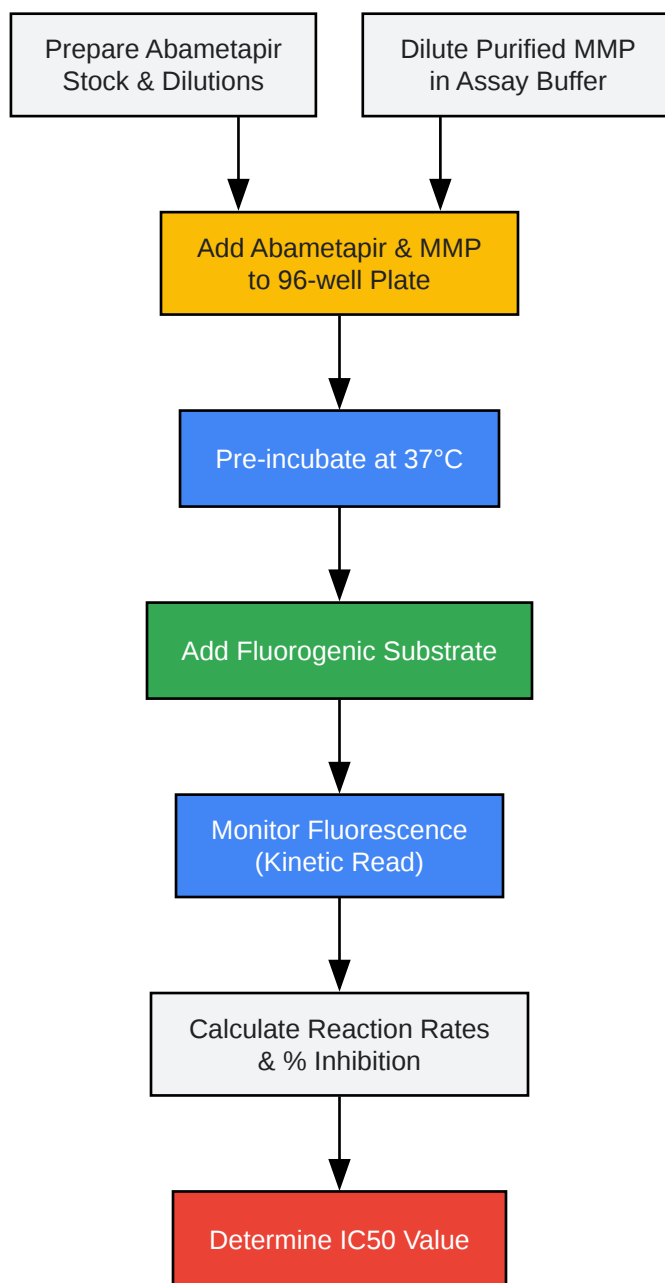 Prepare Abametapir
Stock & Dilutions
Dilute Purified MMP
in Assay Buffer
Add Abametapir & MMP
to 96-well Plate
Pre-incubate at 37°C
Add Fluorogenic Substrate
Monitor Fluorescence
(Kinetic Read)
Calculate Reaction Rates
& % Inhibition
Determine IC50 Value